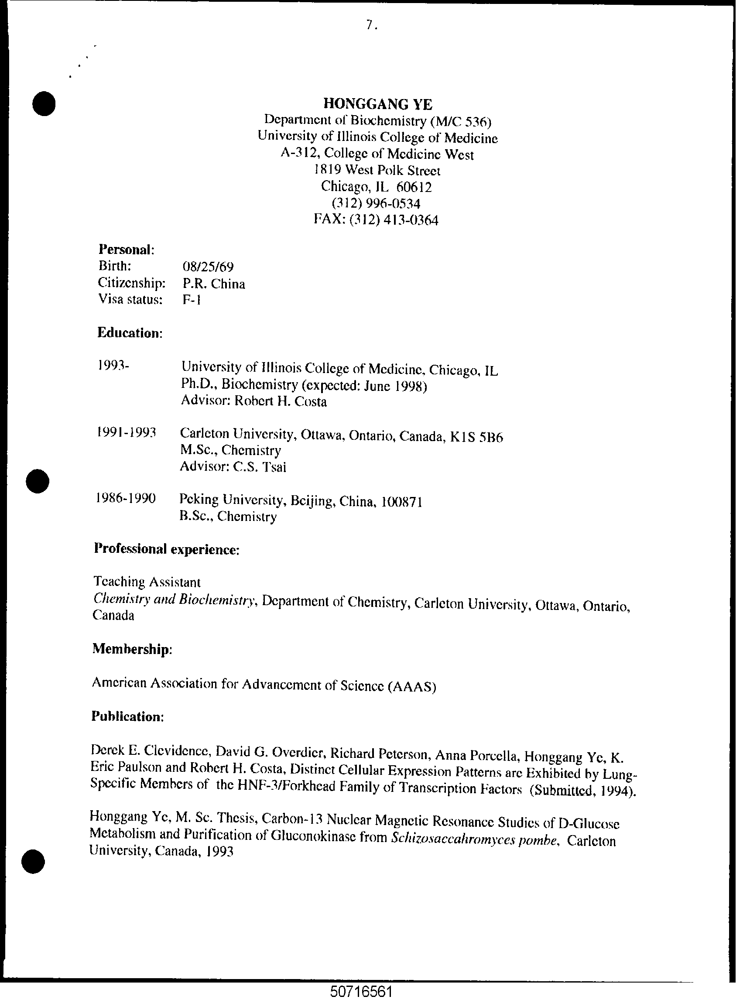 7.
HONGGANG YE
Department of Biochemistry (M/C 536)
University of Illinois College of Medicine
A-312, College of Medicine West
1819 West Polk Street
Chicago, IL 60612
(312) 996-0534
FAX: (312) 413-0364
Personal:
Birth: 08/25/69
Citizenship: P.R. China
Visa status: F-1
Education:
1993- University of Illinois College of Medicine, Chicago, IL
Ph.D., Biochemistry (expected: June 1998)
Advisor: Robert H. Costa
1991-1993 Carleton University, Ottawa, Ontario, Canada, K1S 5B6
M.Sc., Chemistry
Advisor: C.S. Tsai
1986-1990 Peking University, Beijing, China, 100871
B.Sc., Chemistry
Professional experience:
Teaching Assistant
Chemistry and Biochemistry, Department of Chemistry, Carleton University, Ottawa, Ontario,
Canada
Membership:
American Association for Advancement of Science (AAAS)
Publication:
Derek E. Clevidence, David G. Overdier, Richard Peterson, Anna Porcella, Honggang Ye, K.
Eric Paulson and Robert H. Costa, Distinct Cellular Expression Patterns are Exhibited by Lung-
Specific Members of the HNF-3/Forkhead Family of Transcription Factors (Submitted, 1994).
Honggang Ye, M. Sc. Thesis, Carbon-13 Nuclear Magnetic Resonance Studies of D-Glucose
Metabolism and Purification of Gluconokinase from Schizosaccahromyces pombe, Carleton
University, Canada, 1993
50716561